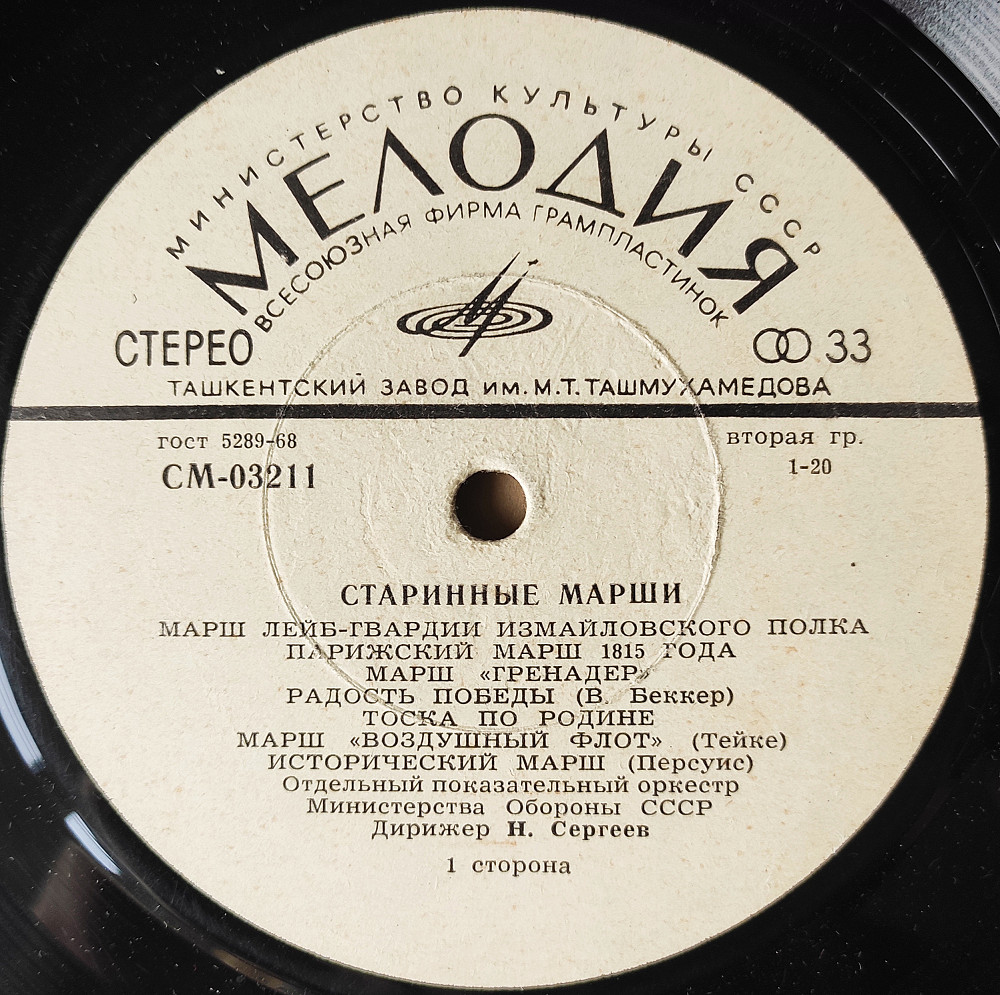 МИНИСТЕРСТВО КУЛЬТУРЫ СССР
МЕЛОДИЯ
ВСЕСОЮЗНАЯ ФИРМА ГРАМПЛАСТИНОК
СТЕРЕО
33
ТАШКЕНТСКИЙ ЗАВОД ИМ. М.Т. ТАШМУХАМЕДОВА
ГОСТ 5289-68
вторая гр.
СМ-03211
1-20
СТАРИННЫЕ МАРШИ
МАРШ ЛЕЙБ-ГВАРДИИ ИЗМАЙЛОВСКОГО ПОЛКА
ПАРИЖСКИЙ МАРШ 1815 ГОДА
МАРШ «ГРЕНАДЕР»
РАДОСТЬ ПОБЕДЫ (В. Беккер)
ТОСКА ПО РОДИНЕ
МАРШ «ВОЗДУШНЫЙ ФЛОТ» (Тейке)
ИСТОРИЧЕСКИЙ МАРШ (Персуис)
Отдельный показательный оркестр
Министерства Обороны СССР
Дирижер Н. Сергеев
1 сторона